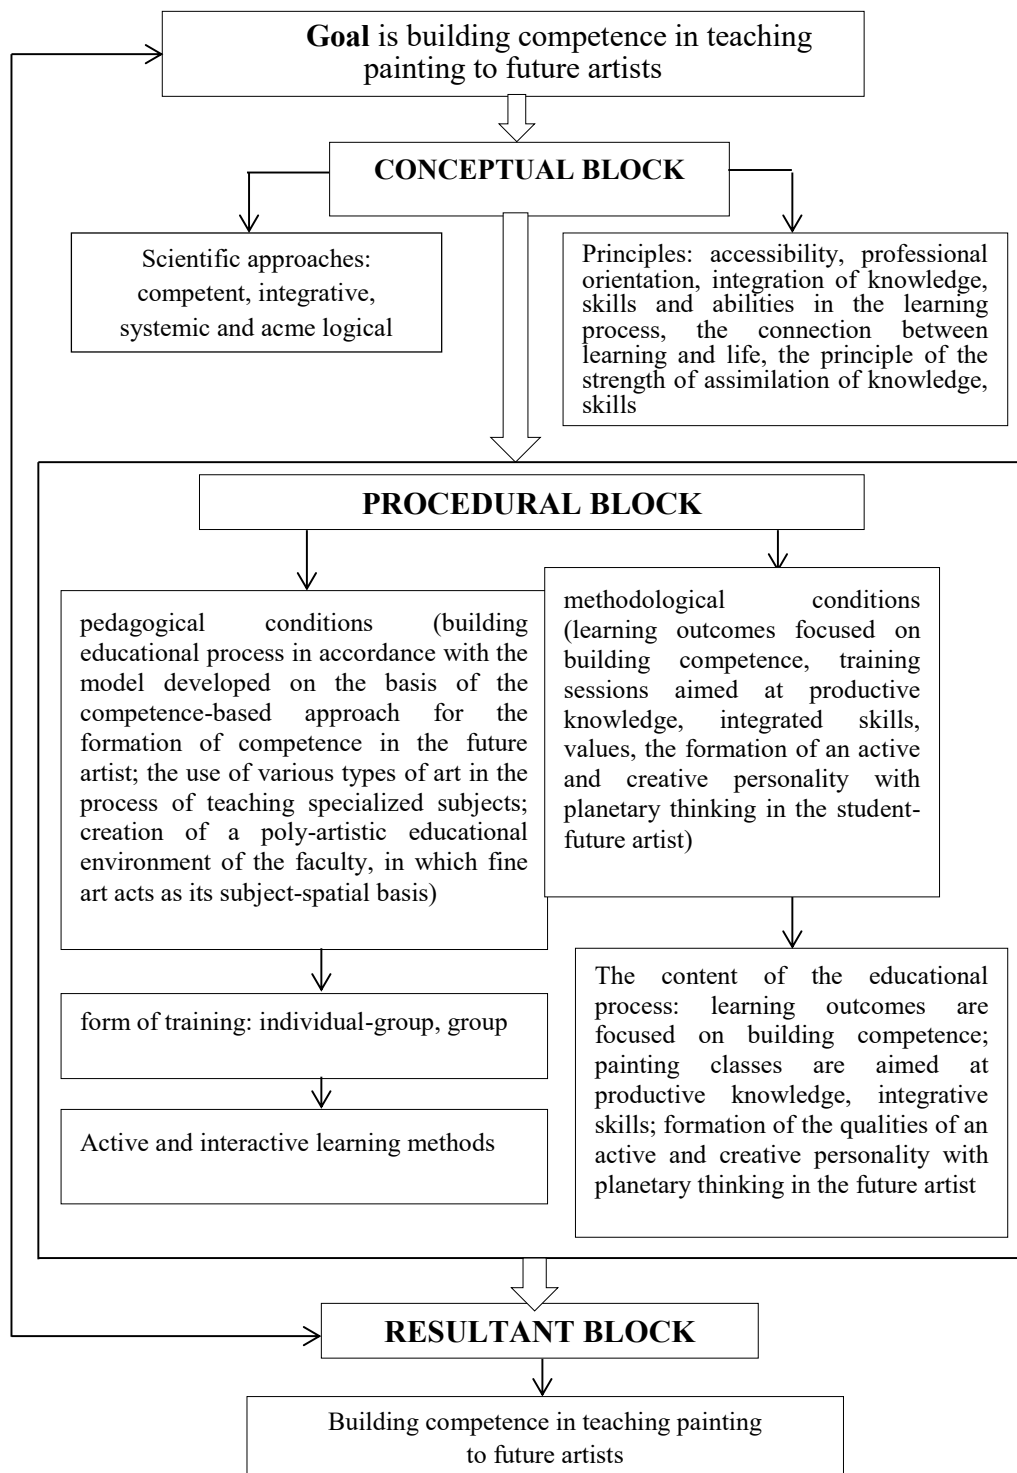 Goal is building competence in teaching
painting to future artists
CONCEPTUAL BLOCK
Scientific approaches:
competent, integrative,
systemic and acme logical
Principles: accessibility, professional
orientation, integration of knowledge,
skills and abilities in the learning
process, the connection between
learning and life, the principle of the
strength of assimilation of knowledge,
skills
PROCEDURAL BLOCK
pedagogical conditions (building
educational process in accordance with the
model developed on the basis of the
competence-based approach for the
formation of competence in the future
artist; the use of various types of art in the
process of teaching specialized subjects;
creation of a poly-artistic educational
environment of the faculty, in which fine
art acts as its subject-spatial basis)
methodological conditions
(learning outcomes focused on
building competence, training
sessions aimed at productive
knowledge, integrated skills,
values, the formation of an active
and creative personality with
planetary thinking in the student-
future artist)
form of training: individual-group, group
Active and interactive learning methods
The content of the educational
process: learning outcomes are
focused on building competence;
painting classes are aimed at
productive knowledge, integrative
skills; formation of the qualities of an
active and creative personality with
planetary thinking in the future artist
RESULTANT BLOCK
Building competence in teaching painting
to future artists